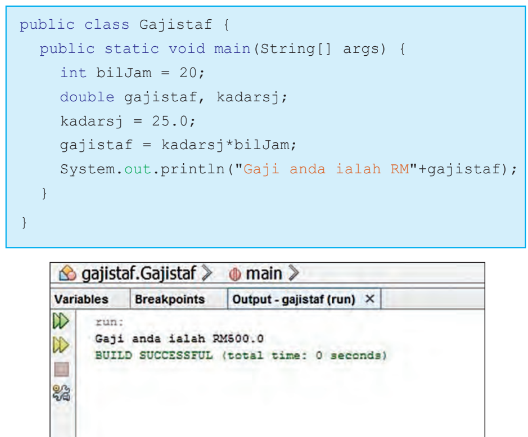 public class Gajistaf {
public static void main(String[] args) {
int bilJam = 20;
double gajistaf, kadarsj;
kadarsj = 25.0;
gajistaf = kadarsj*bilJam;
System.out.println("Gaji anda ialah RM"+gajistaf);
}
}
gajistaf.Gajistaf main
Variables Breakpoints Output - gajistaf (run) ×
run:
Gaji anda ialah RM500.0
BUILD SUCCESSFUL (total time: 0 seconds)